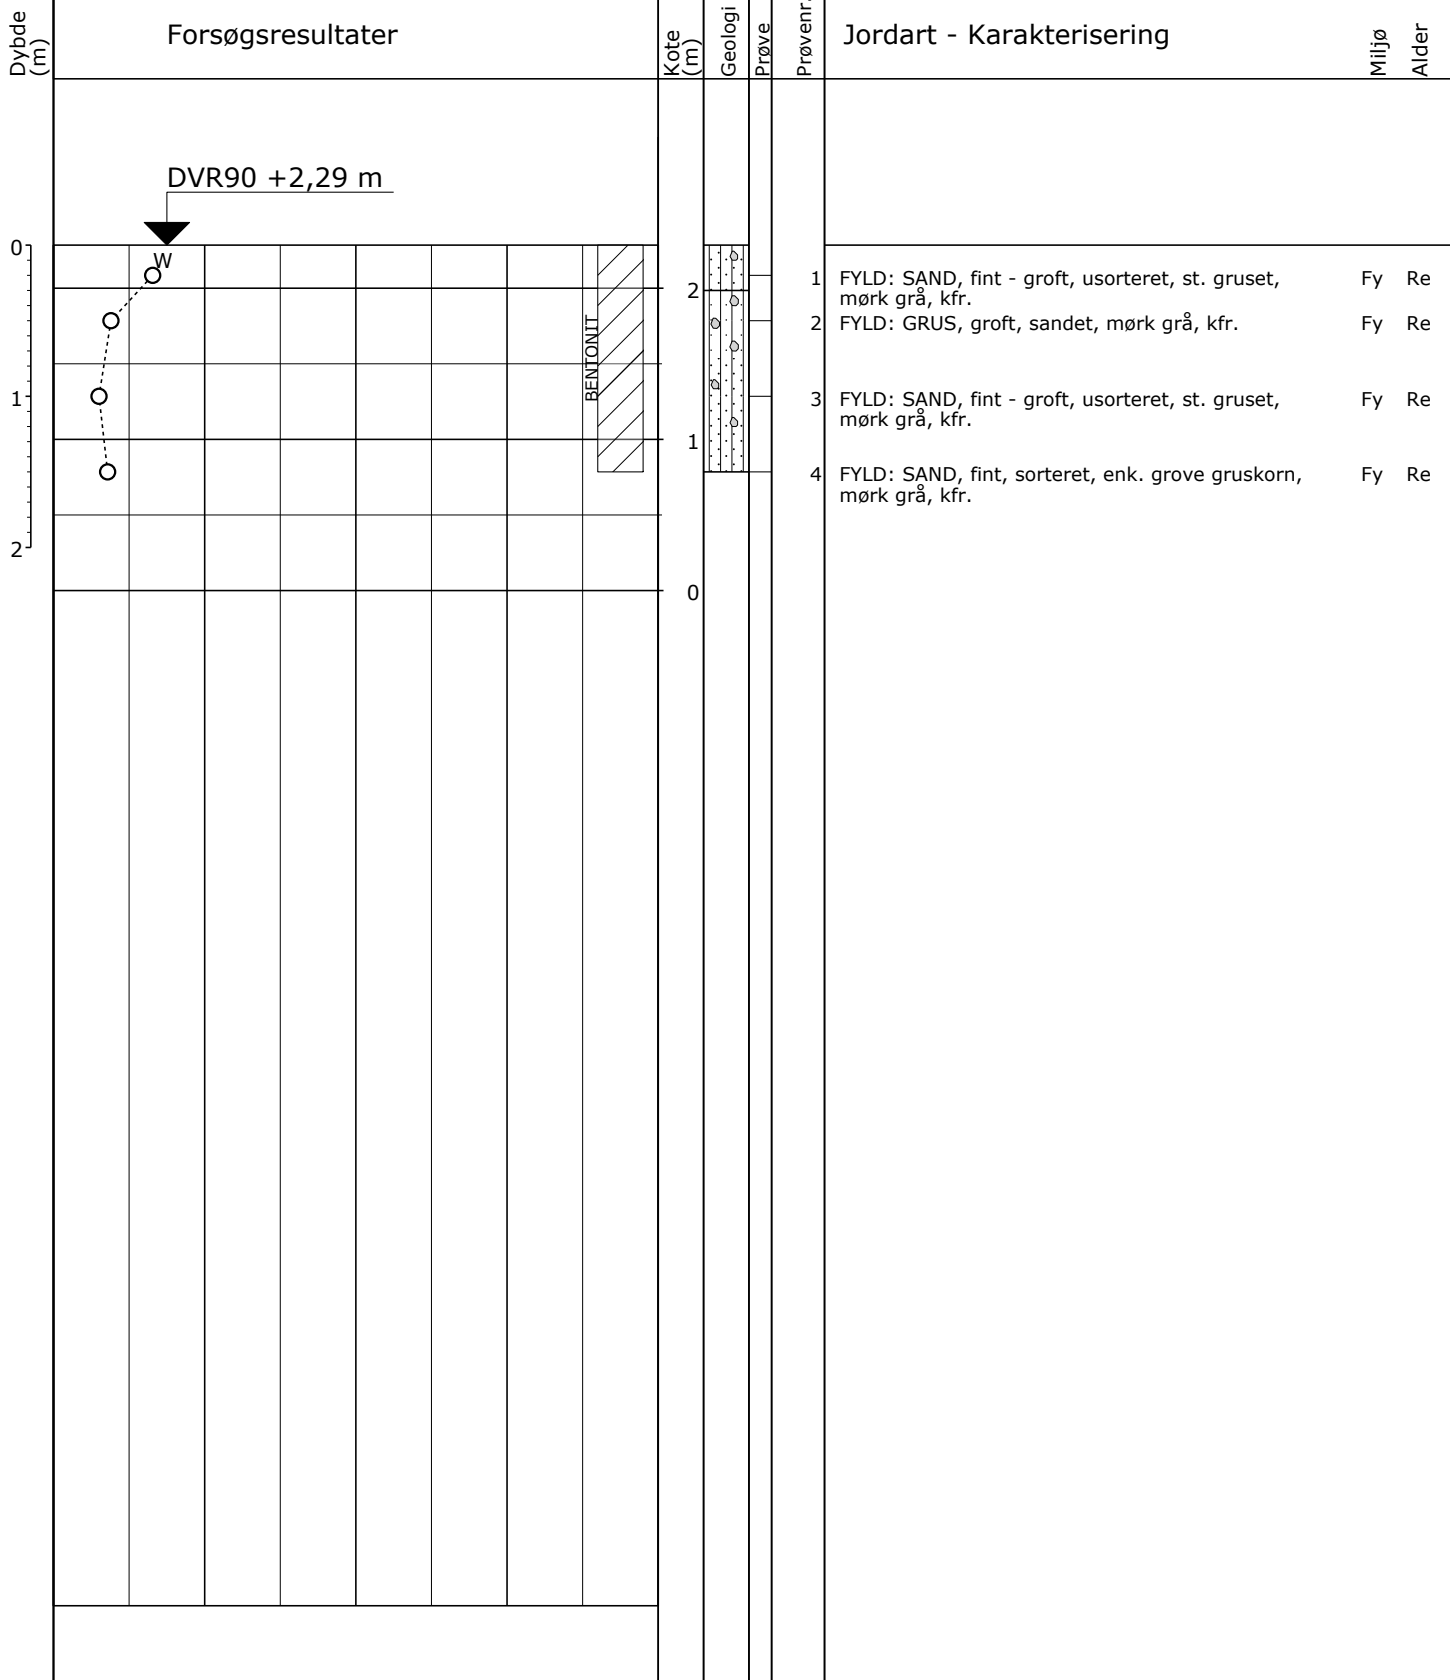 Dybde
(m)
Forsøgsresultater
Kote
(m)
Geologi
Prøve
Prøvenr.
Jordart - Karakterisering
Miljø
Alder
DVR90 +2,29 m
0
W
1
2
BENTONIT
2
1
0
1 FYLD: SAND, fint - groft, usorteret, st. gruset, Fy Re
mørk grå, kfr.
2 FYLD: GRUS, groft, sandet, mørk grå, kfr. Fy Re
3 FYLD: SAND, fint - groft, usorteret, st. gruset, Fy Re
mørk grå, kfr.
4 FYLD: SAND, fint, sorteret, enk. grove gruskorn, Fy Re
mørk grå, kfr.